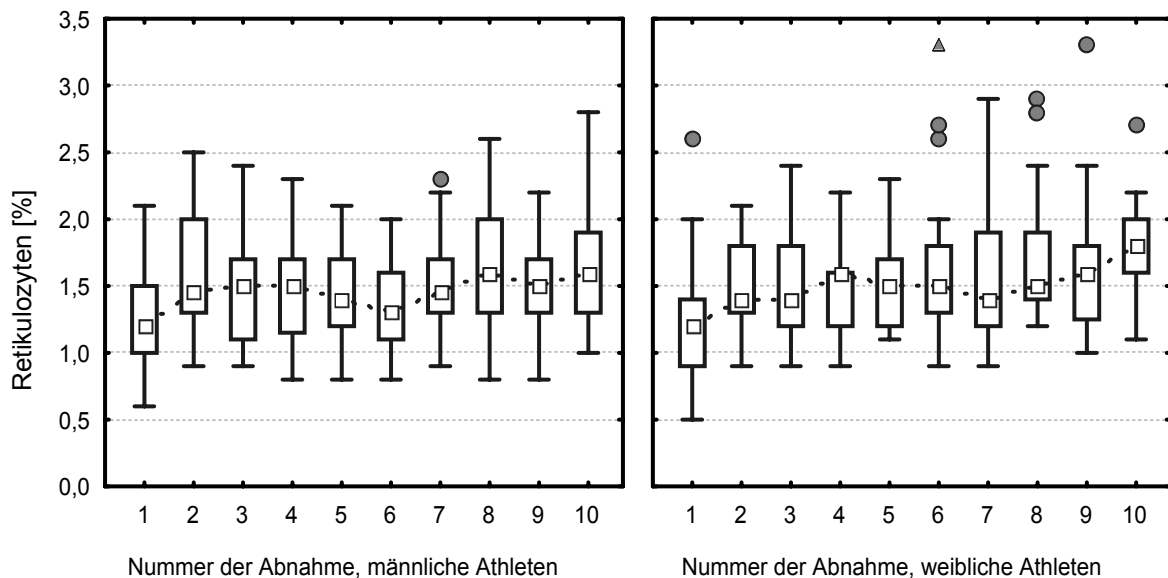 3,5
3,0
2,5
2,0
1,5
1,0
0,5
0,0
Retikulozyten [%]
1 2 3 4 5 6 7 8 9 10
1 2 3 4 5 6 7 8 9 10
Nummer der Abnahme, männliche Athleten
Nummer der Abnahme, weibliche Athleten